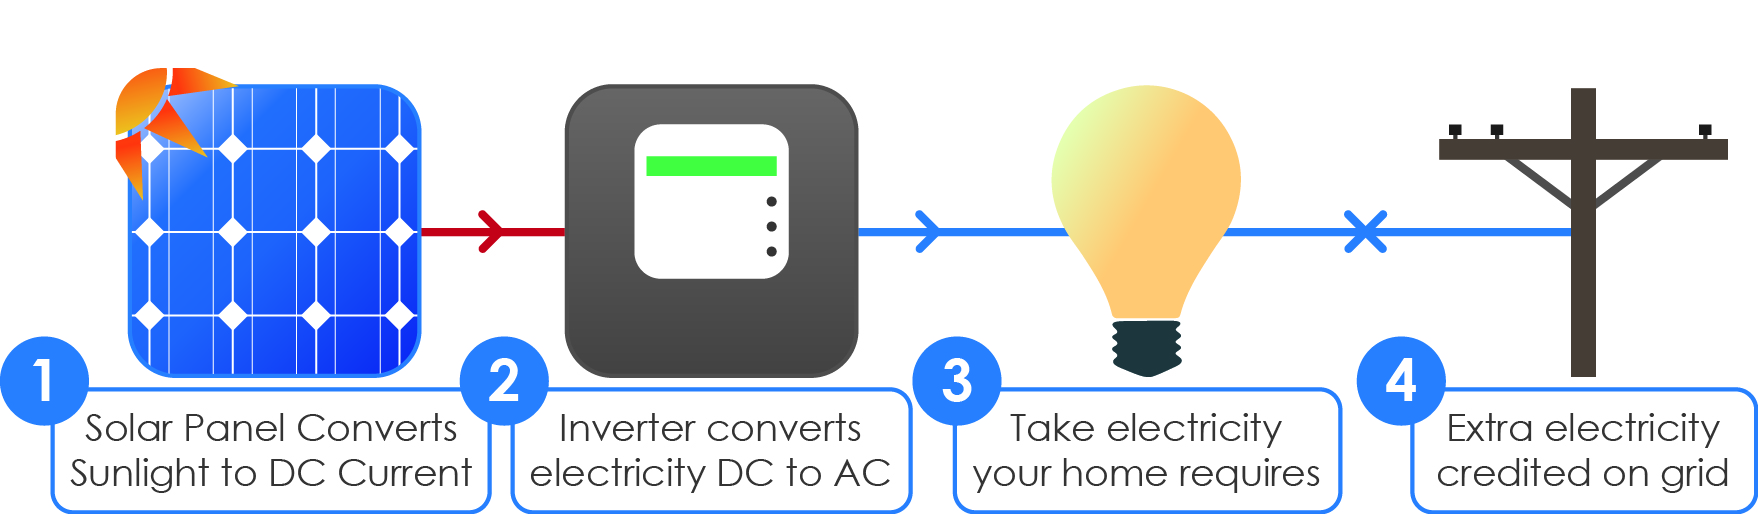 1
Solar Panel Converts
Sunlight to DC Current
2
Inverter converts
electricity DC to AC
3
Take electricity
your home requires
4
Extra electricity
credited on grid